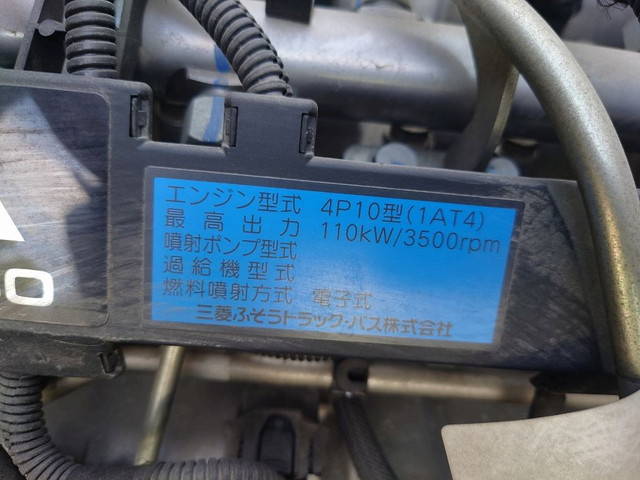 エンジン型式 4P10型(1AT4)
最高出力 110kW/3500rpm
噴射ポンプ型式
過給機型式
燃料噴射方式 電子式
三菱ふそうトラック・バス株式会社